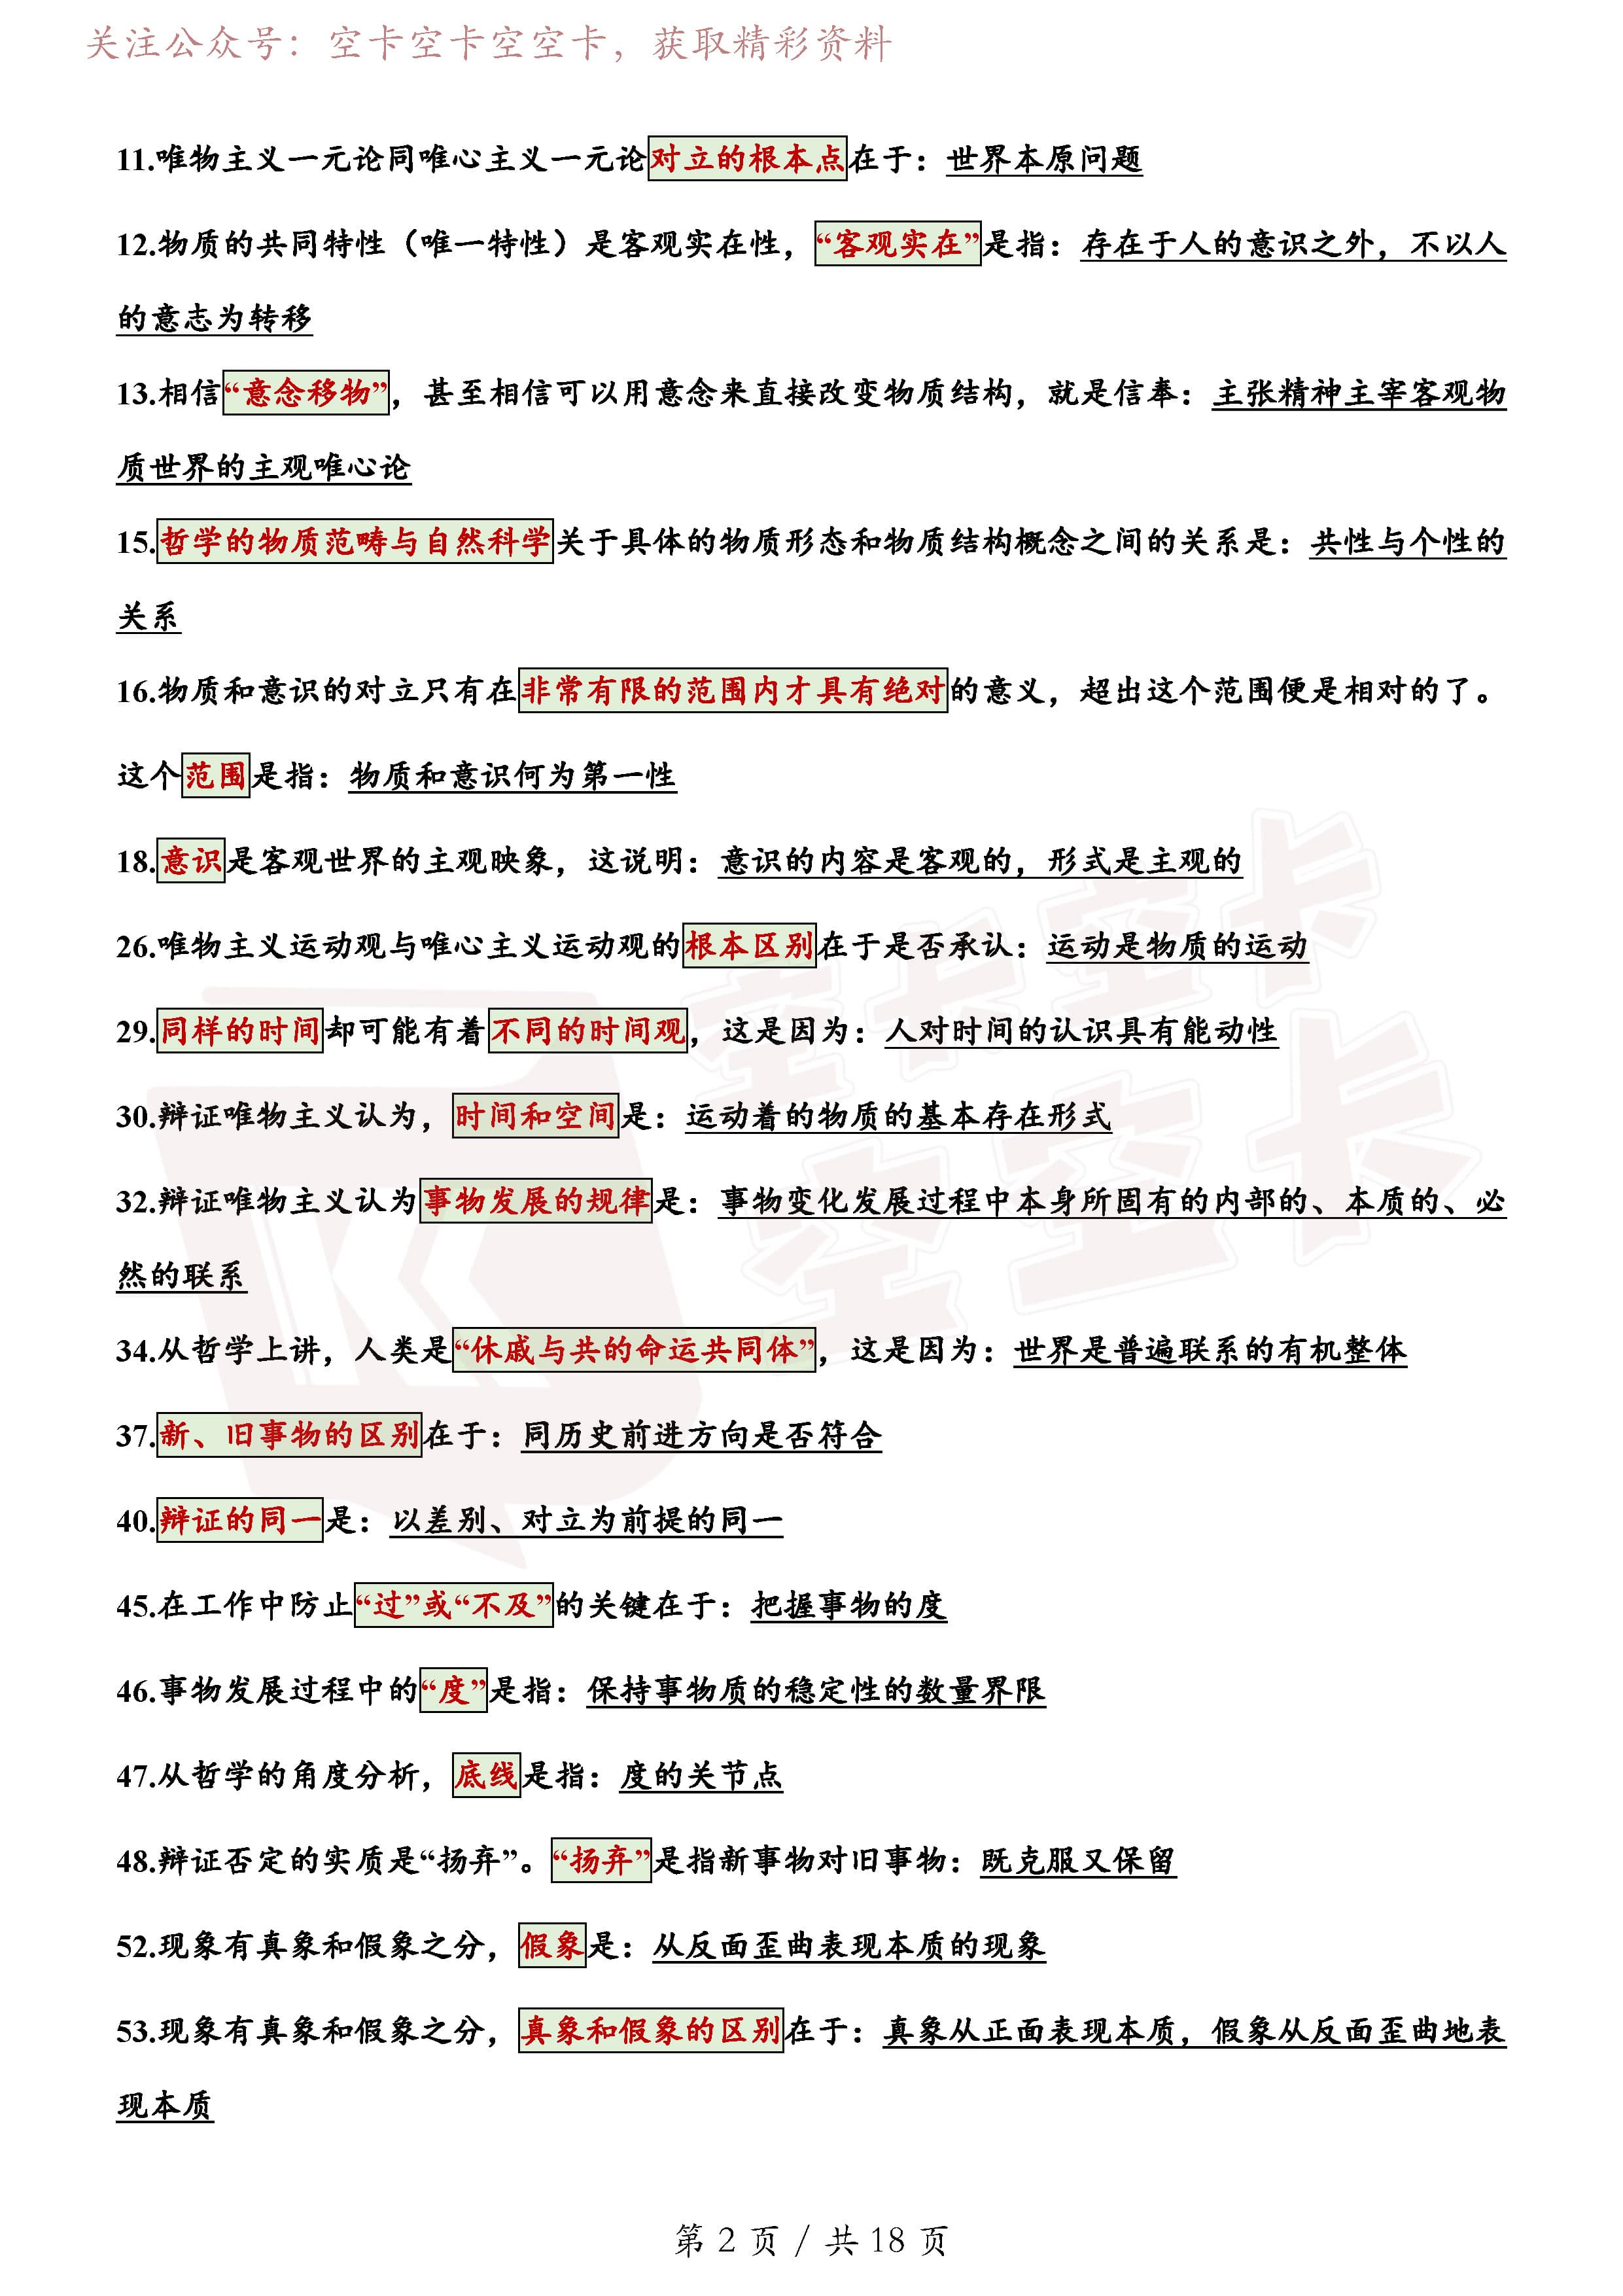 关注公众号：空卡空卡空空卡，获取精彩资料
11.唯物主义一元论同唯心主义一元论对立的根本点在于：世界本原问题
12.物质的共同特性（唯一特性）是客观实在性，“客观实在”是指：存在于人的意识之外，不以人
的意志为转移
13.相信“意念移物”，甚至相信可以用意念来直接改变物质结构，就是信奉：主张精神主宰客观物
质世界的主观唯心论
15.哲学的物质范畴与自然科学关于具体的物质形态和物质结构概念之间的关系是：共性与个性的
关系
16.物质和意识的对立只有在非常有限的范围内才具有绝对的意义，超出这个范围便是相对的了。
这个范围是指：物质和意识何为第一性
18.意识是客观世界的主观映象，这说明：意识的内容是客观的，形式是主观的
26.唯物主义运动观与唯心主义运动观的根本区别在于是否承认：运动是物质的运动
29.同样的时间却可能有着不同的时间观，这是因为：人对时间的认识具有能动性
30.辩证唯物主义认为，时间和空间是：运动着的物质的基本存在形式
32.辩证唯物主义认为事物发展的规律是：事物变化发展过程中本身所固有的内部的、本质的、必
然的联系
34.从哲学上讲，人类是“休戚与共的命运共同体”，这是因为：世界是普遍联系的有机整体
37.新、旧事物的区别在于：同历史前进方向是否符合
40.辩证的同一是：以差别、对立为前提的同一
45.在工作中防止“过”或“不及”的关键在于：把握事物的度
46.事物发展过程中的“度”是指：保持事物质的稳定性的数量界限
47.从哲学的角度分析，底线是指：度的关节点
48.辩证否定的实质是“扬弃”。“扬弃”是指新事物对旧事物：既克服又保留
52.现象有真象和假象之分，假象是：从反面歪曲表现本质的现象
53.现象有真象和假象之分，真象和假象的区别在于：真象从正面表现本质，假象从反面歪曲地表
现本质
空卡空卡
空空卡
第 2 页 / 共 18 页